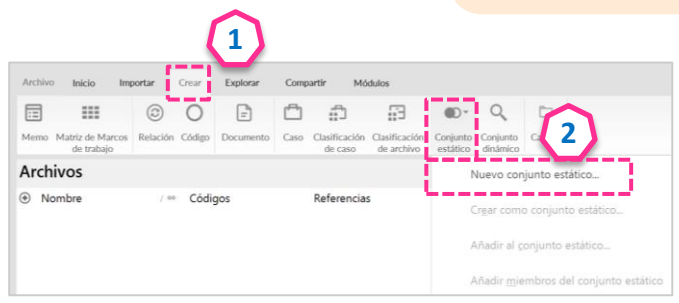 1
Archivo Inicio Importar Crear Explorar Compartir Módulos
Memo Matriz de Marcos de trabajo Relación Código Documento Caso Clasificación de caso Clasificación de archivo Conjunto estático Conjunto dinámico
2
Archivos
Nombre Códigos Referencias
Nuevo conjunto estático...
Crear como conjunto estático...
Añadir al conjunto estático...
Añadir miembros del conjunto estático